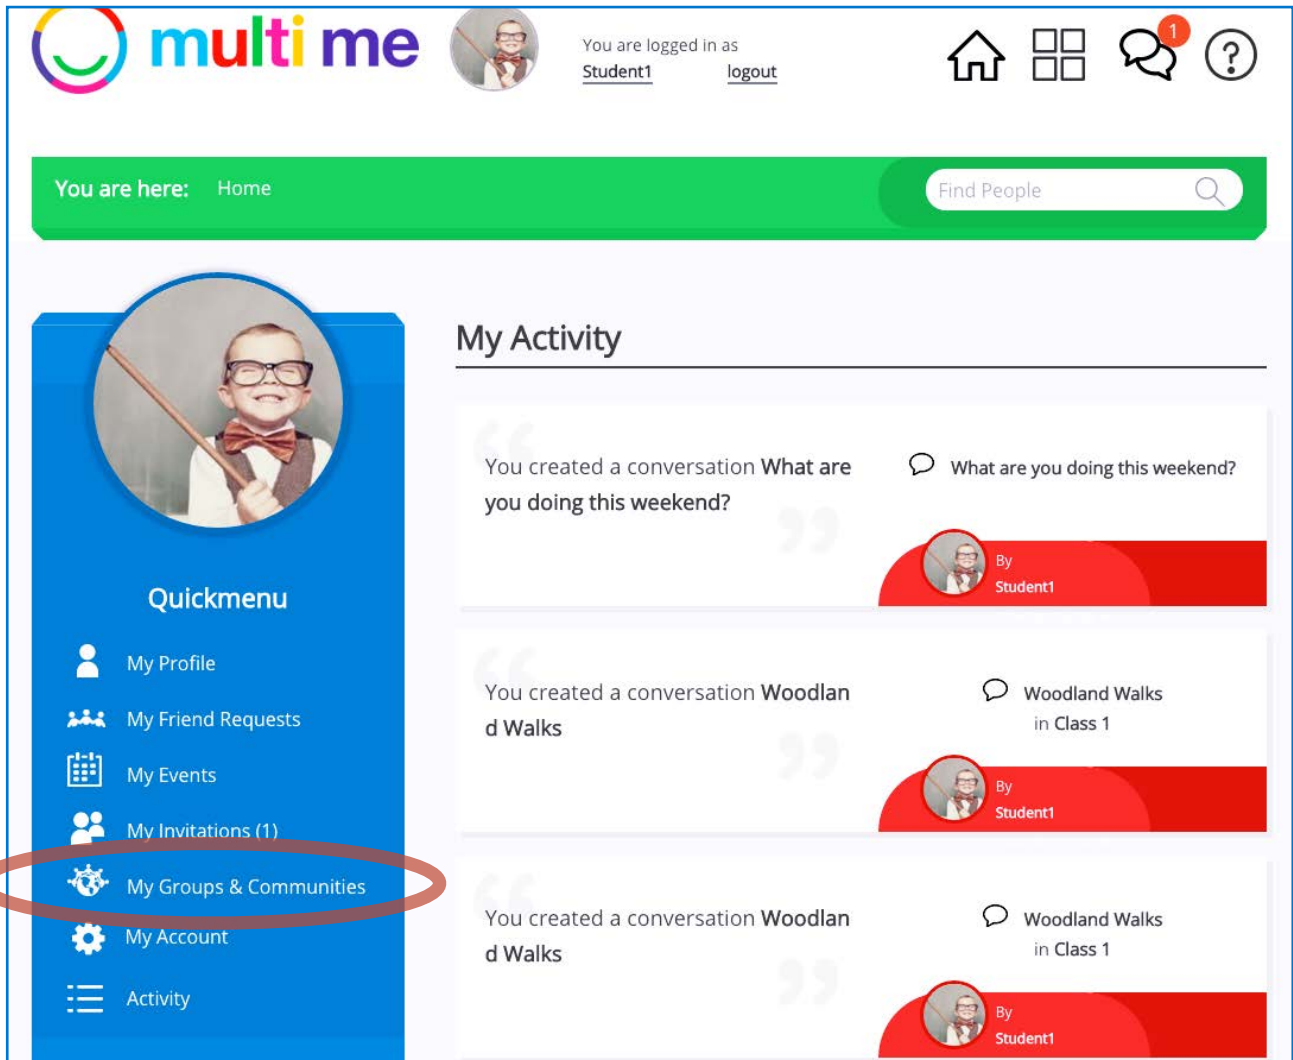 multi me
You are logged in as
Student1 logout
1
?
You are here: Home
Find People
My Activity
Quickmenu
My Profile
My Friend Requests
My Events
My Invitations (1)
My Groups & Communities
My Account
Activity
You created a conversation What are
you doing this weekend?
What are you doing this weekend?
By
Student1
You created a conversation Woodlan
d Walks
Woodland Walks
in Class 1
By
Student1
You created a conversation Woodlan
d Walks
Woodland Walks
in Class 1
By
Student1